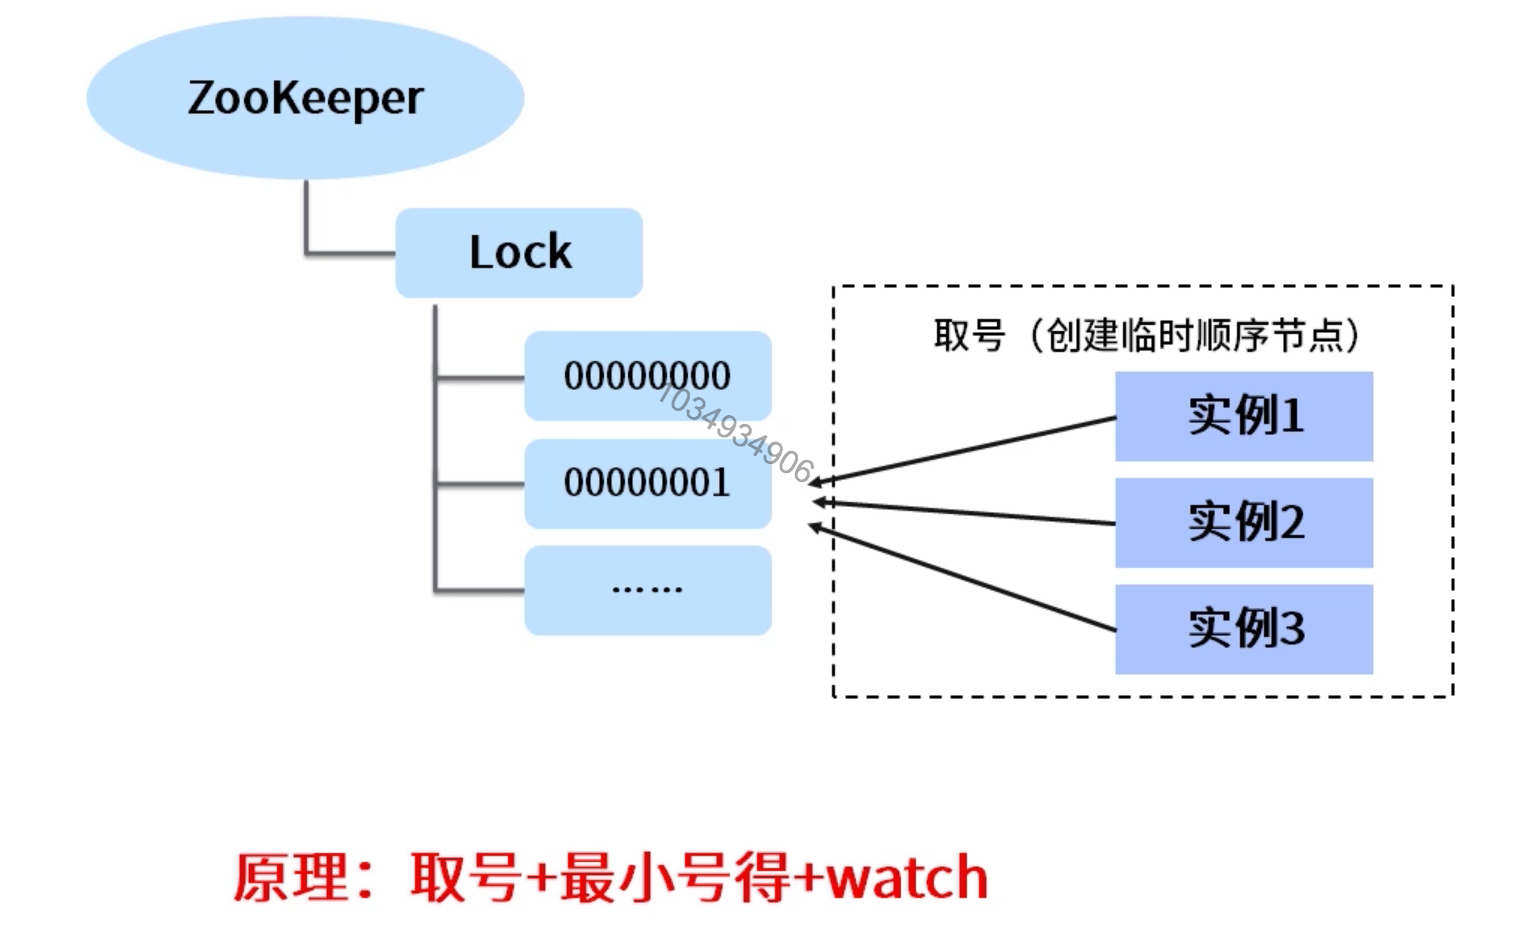 ZooKeeper
Lock
取号（创建临时顺序节点）
00000000
实例1
1034934906
00000001
实例2
……
实例3
原理：取号+最小号得+watch